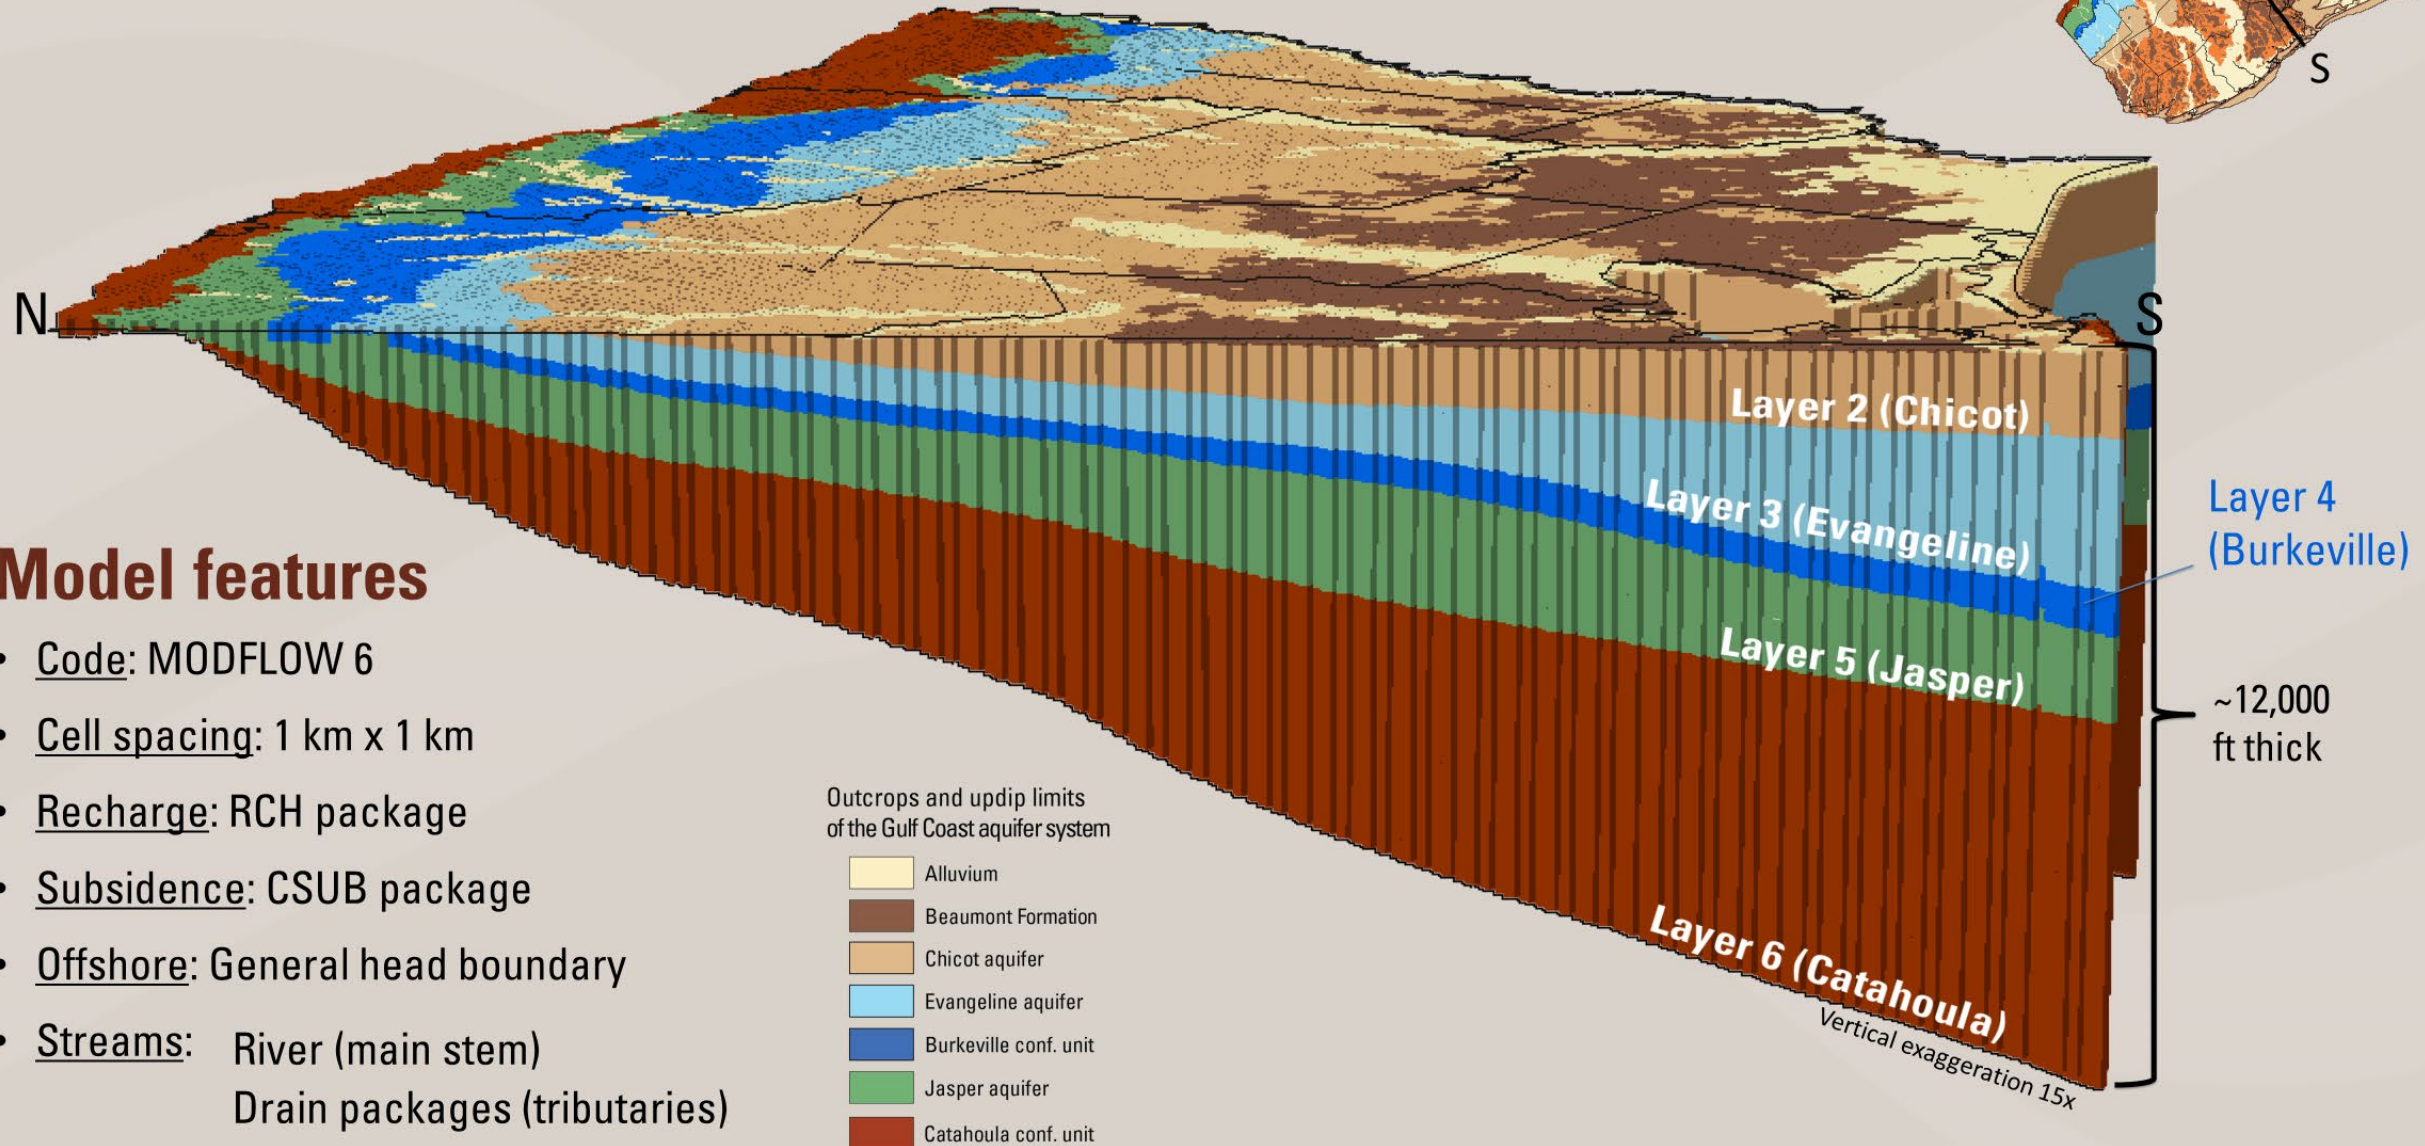 S
N
S
Layer 2 (Chicot)
Layer 3 (Evangeline)
Layer 4
(Burkeville)
Layer 5 (Jasper)
~12,000
ft thick
Layer 6 (Catahoula)
Vertical exaggeration 15x
Model features
• Code: MODFLOW 6
• Cell spacing: 1 km x 1 km
• Recharge: RCH package
• Subsidence: CSUB package
• Offshore: General head boundary
• Streams: River (main stem)
Drain packages (tributaries)
Outcrops and updip limits
of the Gulf Coast aquifer system
Alluvium
Beaumont Formation
Chicot aquifer
Evangeline aquifer
Burkeville conf. unit
Jasper aquifer
Catahoula conf. unit